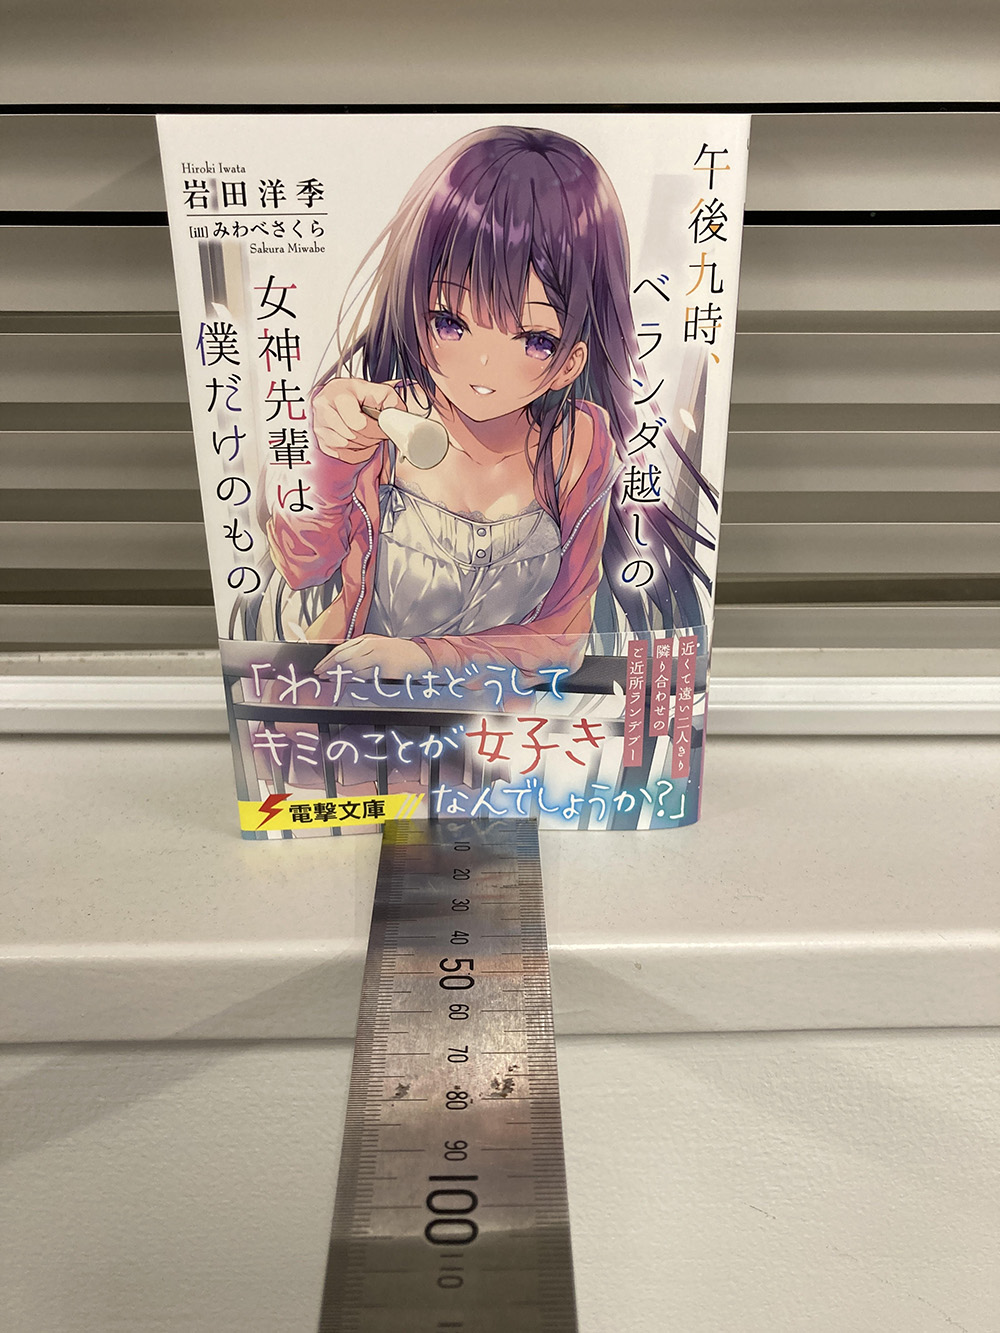 Hiroki Iwata
岩田洋季
[ill]みわべさくら
Sakura Miwabe
午後九時、
ベランダ越しの
女神先輩は
僕だけのもの
近くて遠い二人きり
隣り合わせの
ご近所ランデブー
「わたしはどうして
キミのことが女子き
なんでしょうか?」
電撃文庫
10
20
30
40
50
60
70
80
90
100
110